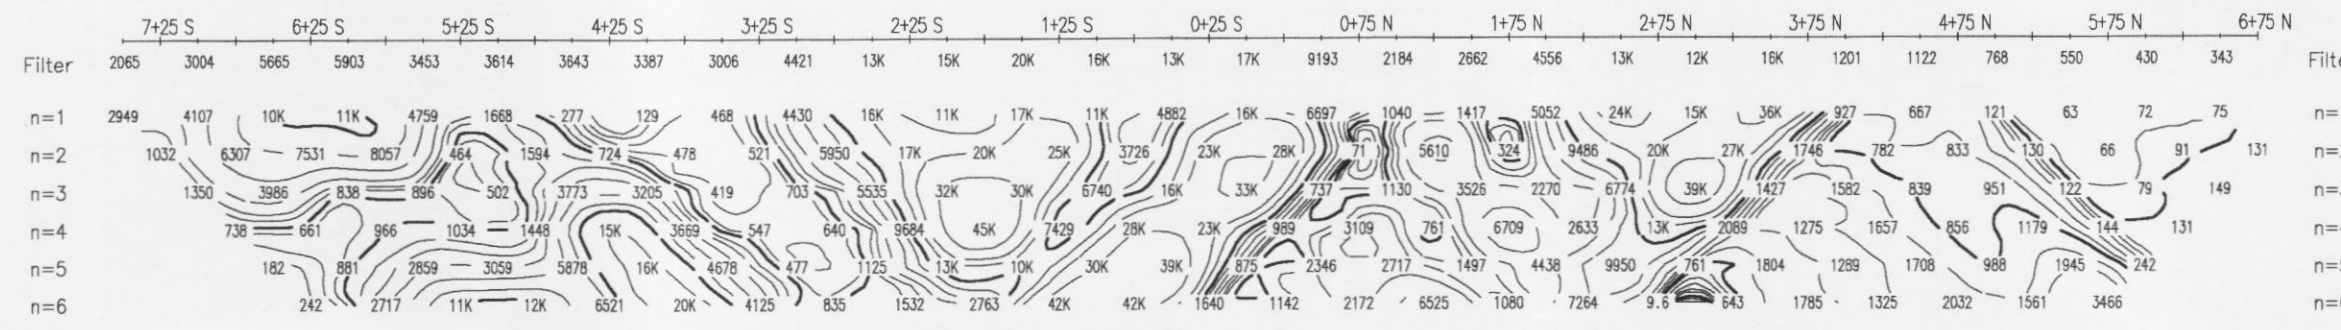 7+25 S 6+25 S 5+25 S 4+25 S 3+25 S 2+25 S 1+25 S 0+25 S 0+75 N 1+75 N 2+75 N 3+75 N 4+75 N 5+75 N 6+75 N
Filter 2065 3004 5665 5903 3453 3614 3643 3387 3006 4421 13K 15K 20K 16K 13K 17K 9193 2184 2662 4556 13K 12K 16K 1201 1122 768 550 430 343 Filte
n=1 2949 4107 10K 11K 4759 1668 277 129 468 4430 16K 11K 17K 11K 4882 16K 6697 1040 1417 5052 24K 15K 36K 927 667 121 63 72 75 n=
n=2 1032 6307 7531 8057 464 1594 724 478 521 5950 17K 20K 25K 3726 23K 28K 71 5610 324 9486 20K 27K 1746 782 833 130 66 91 131 n=
n=3 1350 3986 838 896 502 3773 3205 419 703 5535 32K 30K 6740 16K 33K 737 1130 3526 2270 6774 39K 1427 1582 839 951 122 79 149 n=
n=4 738 661 966 1034 1448 15K 3669 547 640 9684 45K 7429 28K 23K 989 3109 761 6709 2633 13K 2089 1275 1657 856 1179 144 131 n=
n=5 182 881 2859 3059 5878 16K 4678 477 1125 13K 10K 30K 39K 875 2346 2717 1497 4438 9950 761 1804 1289 1708 988 1945 242 n=
n=6 242 2717 11K 12K 6521 20K 4125 835 1532 2763 42K 42K 1640 1142 2172 6525 1080 7264 9.6 643 1785 1325 2032 1561 3466 n=